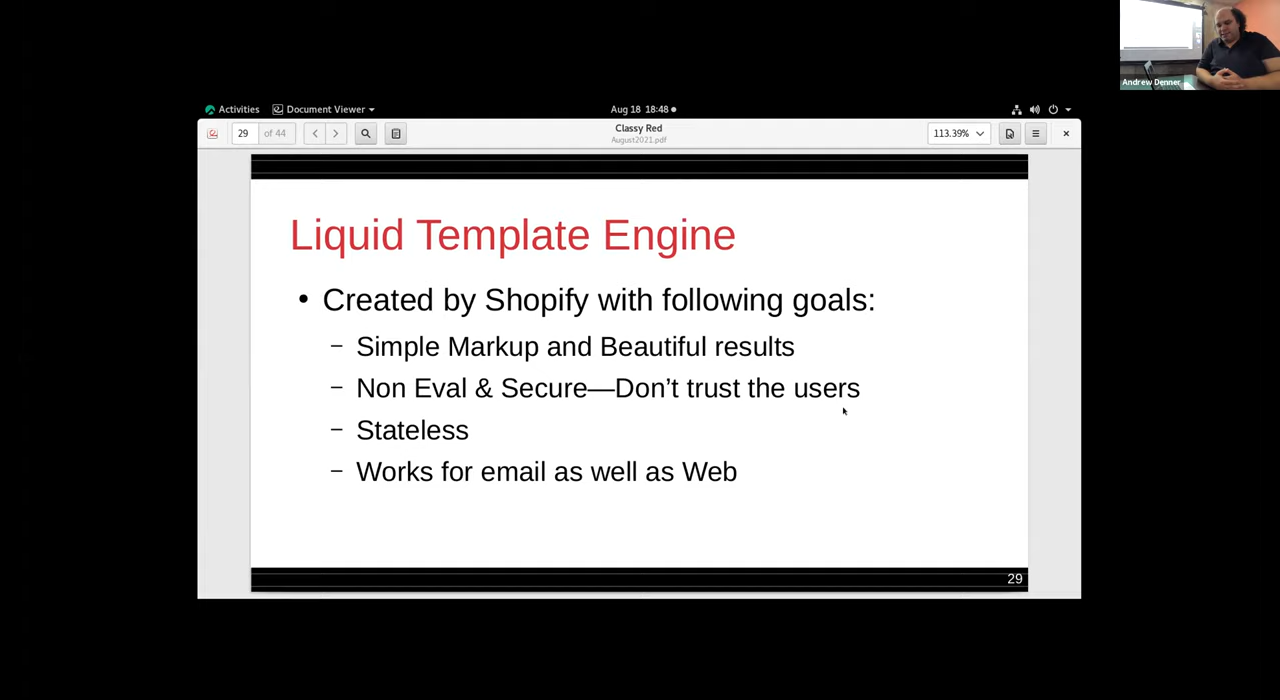 Andrew Denner
Activities
Document Viewer
Aug 18 18:48
29 of 44
Classy Red
August2021.pdf
113.39%
Liquid Template Engine
• Created by Shopify with following goals:
– Simple Markup and Beautiful results
– Non Eval & Secure—Don’t trust the users
– Stateless
– Works for email as well as Web
29